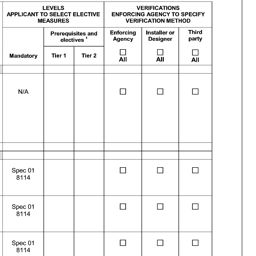 LEVELS
APPLICANT TO SELECT ELECTIVE
MEASURES
VERIFICATIONS
ENFORCING AGENCY TO SPECIFY
VERIFICATION METHOD
Prerequisites and
electives 1
Enforcing
Agency
Installer or
Designer
Third
party
Mandatory
Tier 1
Tier 2
☐
All
☐
All
☐
All
N/A
☐
☐
☐
Spec 01
8114
☐
☐
☐
Spec 01
8114
☐
☐
☐
Spec 01
8114
☐
☐
☐